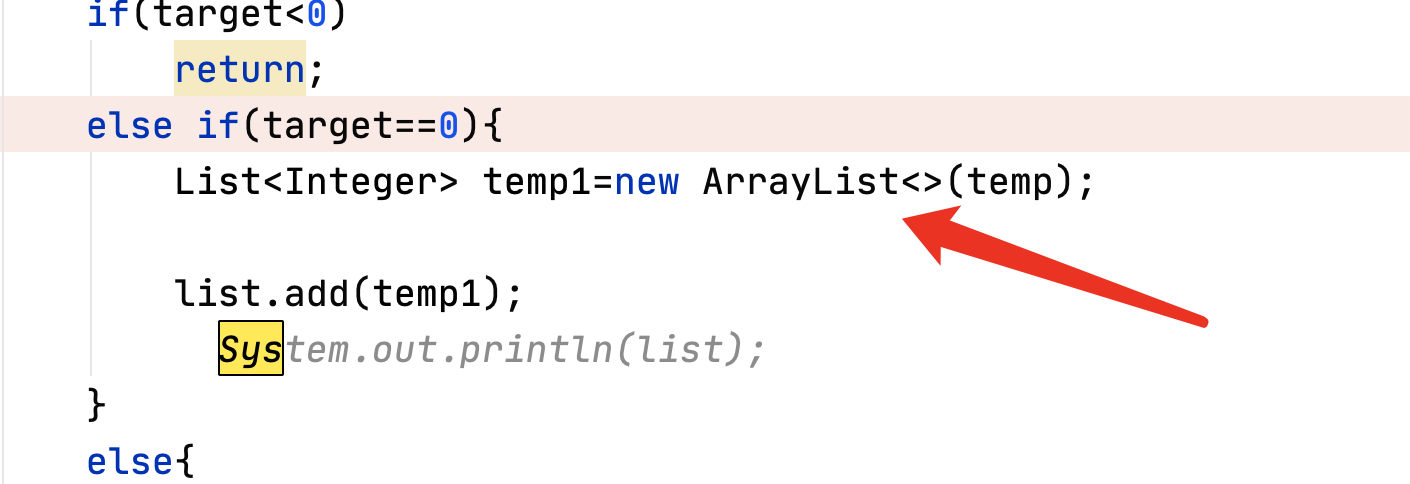 if(target<0)
return;
else if(target==0){
List<Integer> temp1=new ArrayList<>(temp);
list.add(temp1);
System.out.println(list);
}
else{